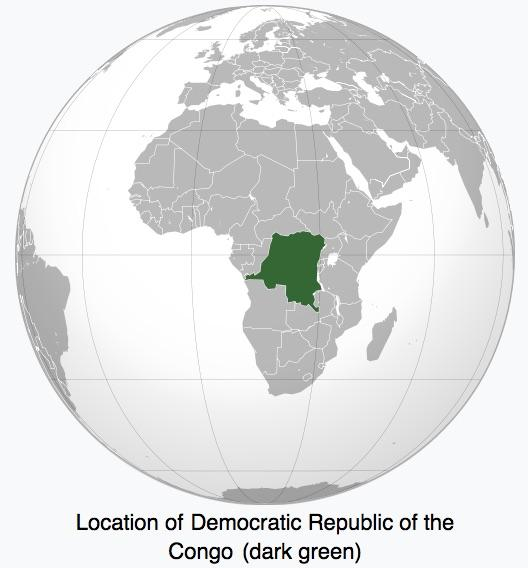 Location of Democratic Republic of the
Congo (dark green)